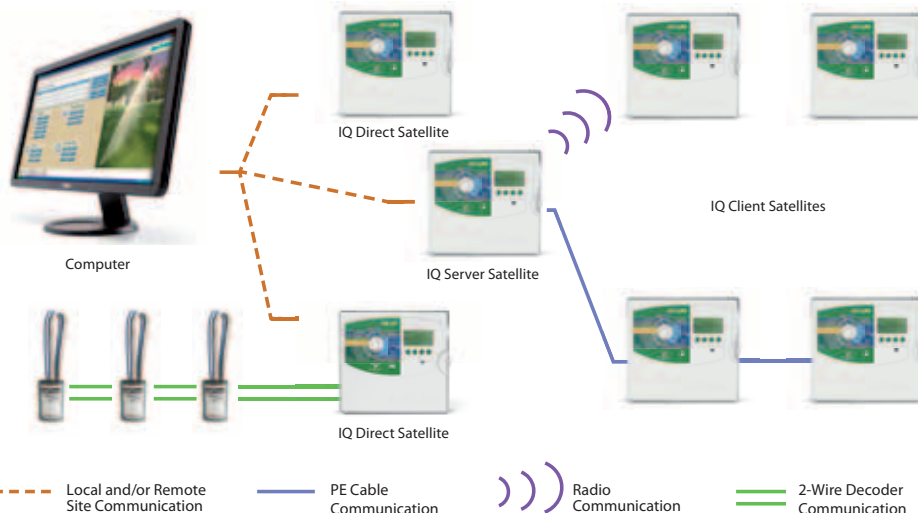 IQ Direct Satellite
IQ Client Satellites
Computer
IQ Server Satellite
IQ Direct Satellite
Local and/or Remote
Site Communication
PE Cable
Communication
Radio
Communication
2-Wire Decoder
Communication